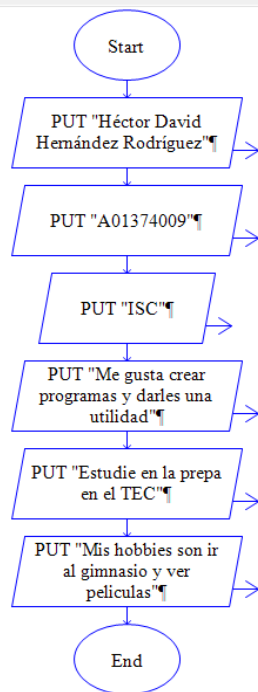 Start
PUT "Héctor David
Hernández Rodríguez"¶
PUT "A01374009"¶
PUT "ISC"¶
PUT "Me gusta crear
programas y darles una
utilidad"¶
PUT "Estudie en la prepa
en el TEC"¶
PUT "Mis hobbies son ir
al gimnasio y ver
peliculas"¶
End